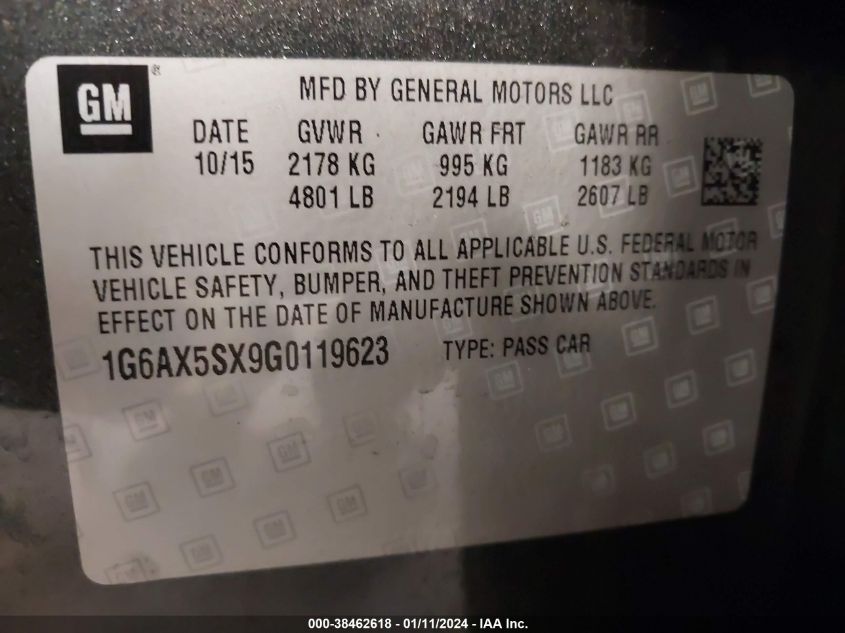 GM ®
MFD BY GENERAL MOTORS LLC
DATE GVWR GAWR FRT GAWR RR
10/15 2178 KG 995 KG 1183 KG
4801 LB 2194 LB 2607 LB
THIS VEHICLE CONFORMS TO ALL APPLICABLE U.S. FEDERAL MOTOR
VEHICLE SAFETY, BUMPER, AND THEFT PREVENTION STANDARDS IN
EFFECT ON THE DATE OF MANUFACTURE SHOWN ABOVE.
1G6AX5SX9G0119623 TYPE: PASS CAR
000-38462618 - 01/11/2024 - IAA Inc.